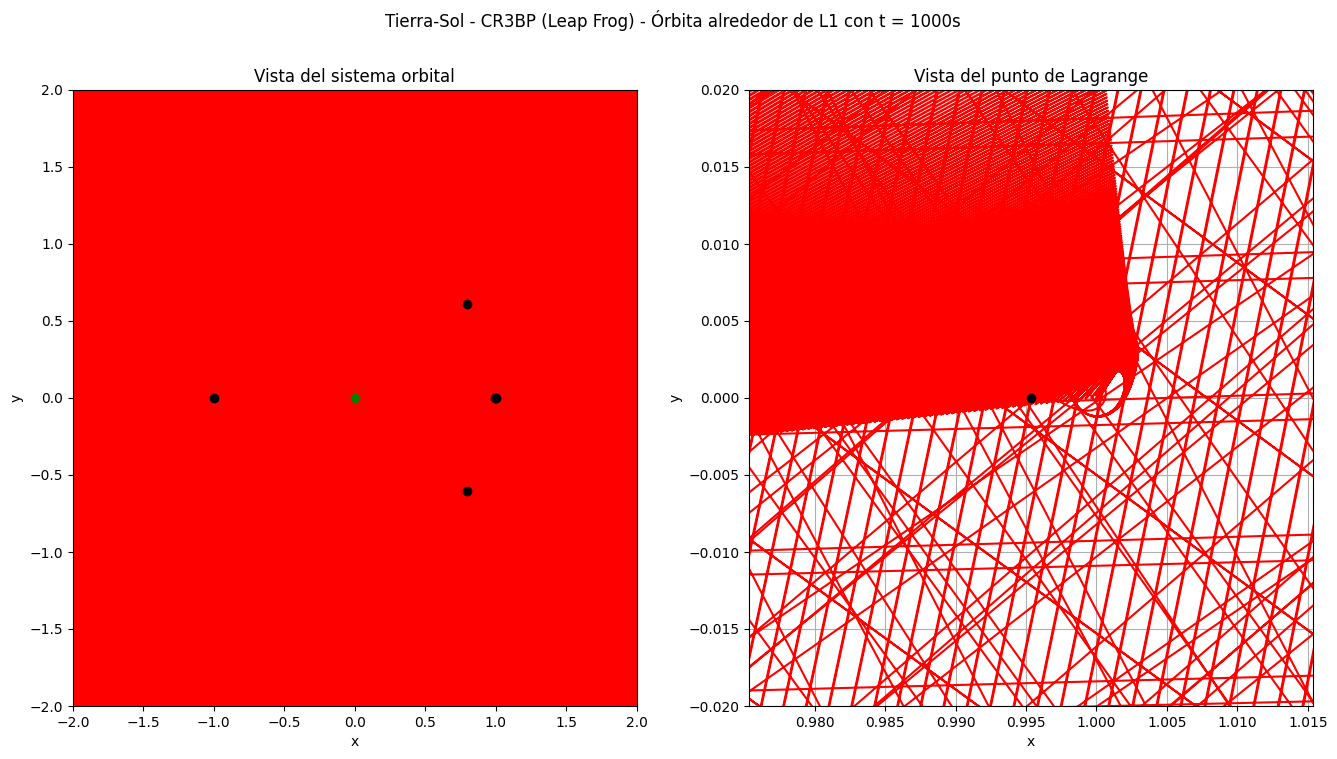 Tierra-Sol - CR3BP (Leap Frog) - Órbita alrededor de L1 con t = 1000s
Vista del sistema orbital
2.0
1.5
1.0
0.5
0.0
−0.5
−1.0
−1.5
−2.0
y
−2.0 −1.5 −1.0 −0.5 0.0 0.5 1.0 1.5 2.0
x
Vista del punto de Lagrange
0.020
0.015
0.010
0.005
0.000
−0.005
−0.010
−0.015
−0.020
y
0.980 0.985 0.990 0.995 1.000 1.005 1.010 1.015
x